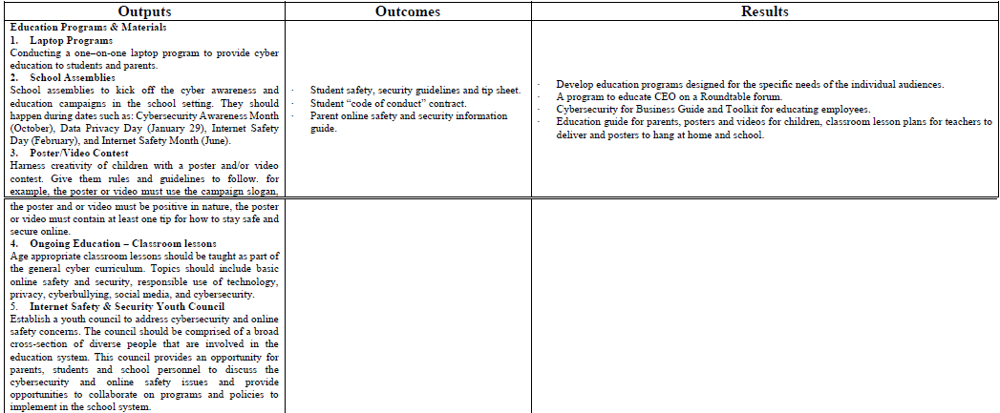 Outputs
Outcomes
Results
Education Programs & Materials
1. Laptop Programs
Conducting a one–on-one laptop program to provide cyber
education to students and parents.
2. School Assemblies
School assemblies to kick off the cyber awareness and
education campaigns in the school setting. They should
happen during dates such as: Cybersecurity Awareness Month
(October), Data Privacy Day (January 29), Internet Safety
Day (February), and Internet Safety Month (June).
3. Poster/Video Contest
Harness creativity of children with a poster and/or video
contest. Give them rules and guidelines to follow. for
example, the poster or video must use the campaign slogan,
the poster and or video must be positive in nature, the poster
or video must contain at least one tip for how to stay safe and
secure online.
4. Ongoing Education – Classroom lessons
Age appropriate classroom lessons should be taught as part of
the general cyber curriculum. Topics should include basic
online safety and security, responsible use of technology,
privacy, cyberbullying, social media, and cybersecurity.
5. Internet Safety & Security Youth Council
Establish a youth council to address cybersecurity and online
safety concerns. The council should be comprised of a broad
cross-section of diverse people that are involved in the
education system. This council provides an opportunity for
parents, students and school personnel to discuss the
cybersecurity and online safety issues and provide
opportunities to collaborate on programs and policies to
implement in the school system.
· Student safety, security guidelines and tip sheet.
· Student “code of conduct” contract.
· Parent online safety and security information
guide.
· Develop education programs designed for the specific needs of the individual audiences.
· A program to educate CEO on a Roundtable forum.
· Cybersecurity for Business Guide and Toolkit for educating employees.
· Education guide for parents, posters and videos for children, classroom lesson plans for teachers to
deliver and posters to hang at home and school.